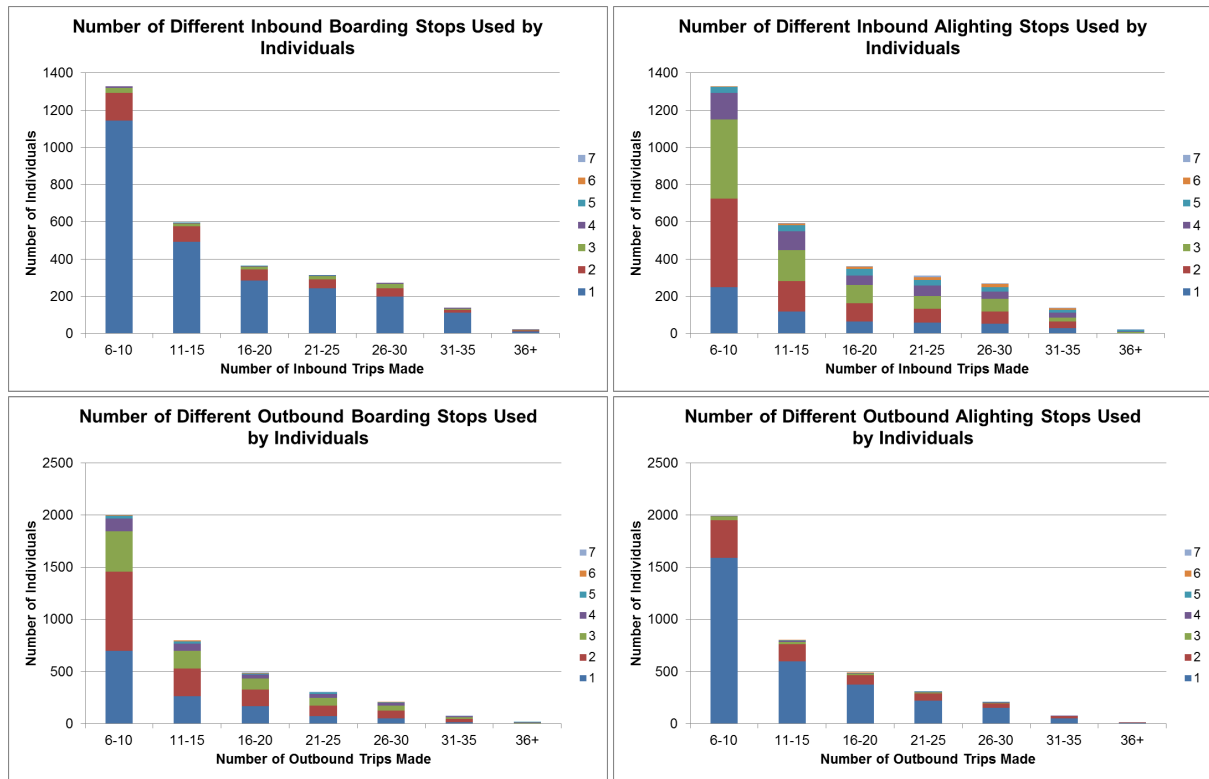 Number of Different Inbound Boarding Stops Used by
Individuals
1400
1200
1000
800
600
400
200
0
Number of Individuals
6-10 11-15 16-20 21-25 26-30 31-35 36+
Number of Inbound Trips Made
7
6
5
4
3
2
1
Number of Different Inbound Alighting Stops Used by
Individuals
1400
1200
1000
800
600
400
200
0
Number of Individuals
6-10 11-15 16-20 21-25 26-30 31-35 36+
Number of Inbound Trips Made
7
6
5
4
3
2
1
Number of Different Outbound Boarding Stops Used
by Individuals
2500
2000
1500
1000
500
0
Number of Individuals
6-10 11-15 16-20 21-25 26-30 31-35 36+
Number of Outbound Trips Made
7
6
5
4
3
2
1
Number of Different Outbound Alighting Stops Used
by Individuals
2500
2000
1500
1000
500
0
Number of Individuals
6-10 11-15 16-20 21-25 26-30 31-35 36+
Number of Outbound Trips Made
7
6
5
4
3
2
1